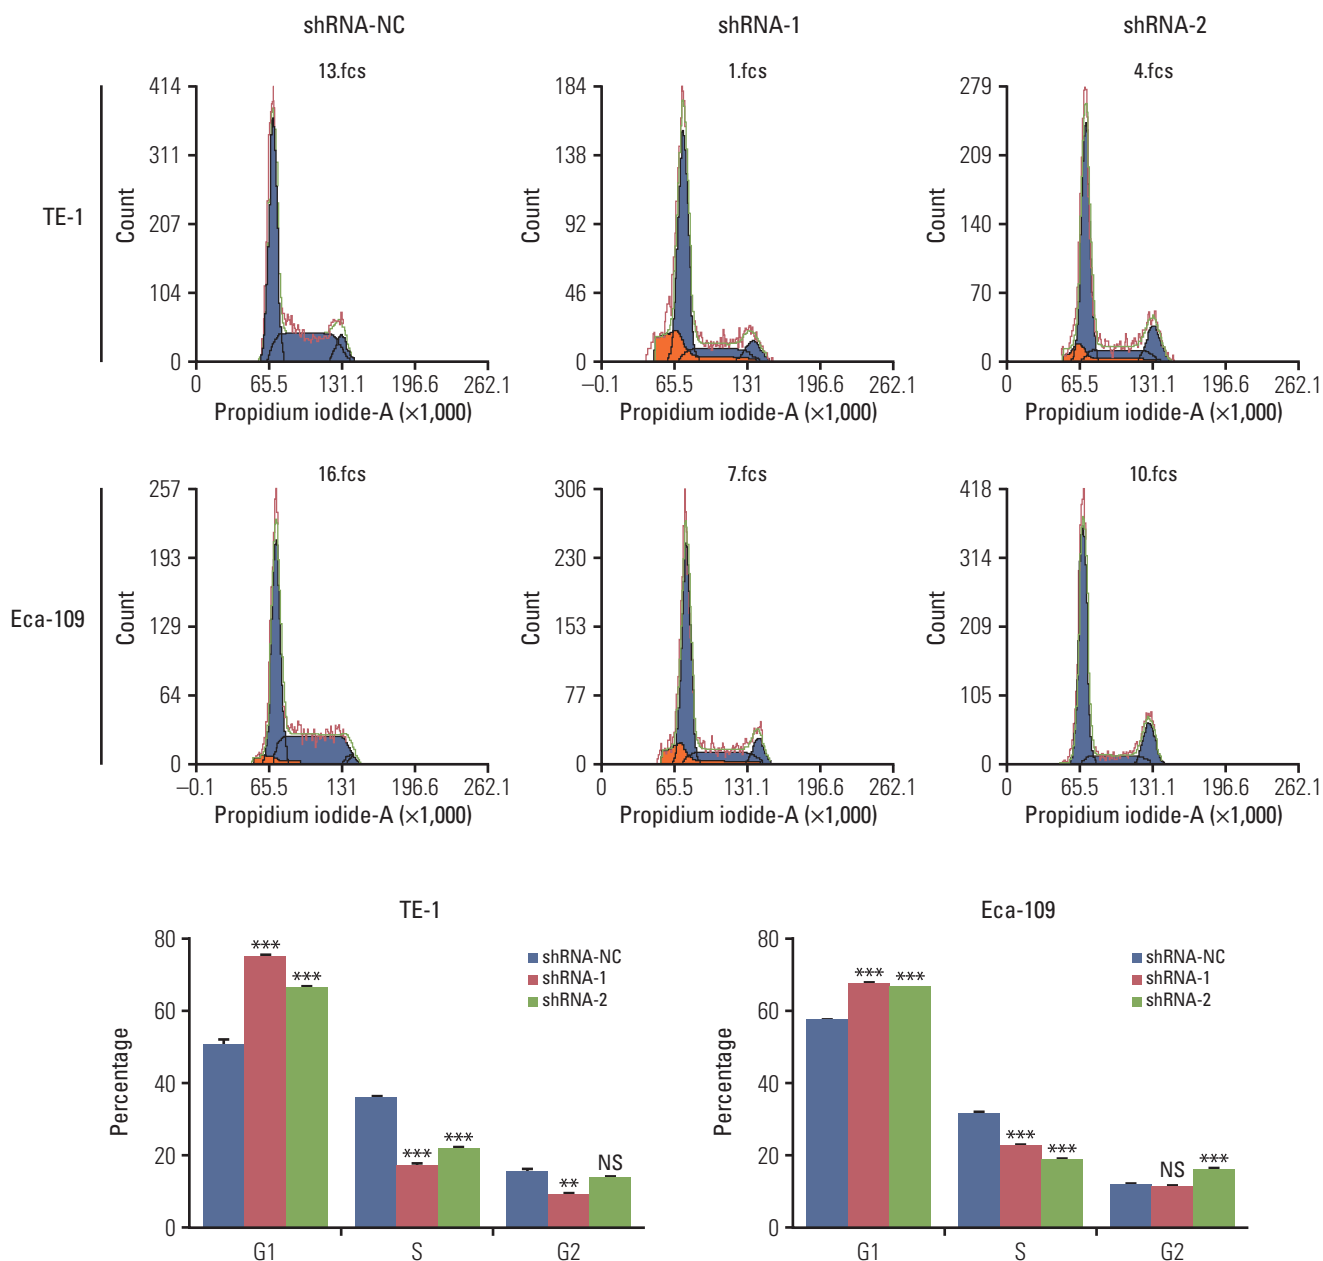 shRNA-NC shRNA-1 shRNA-2
13.fcs 1.fcs 4.fcs
TE-1
Count
414
311
207
104
0
0 65.5 131.1 196.6 262.1
Propidium iodide-A (×1,000)
Count
184
138
92
46
0
–0.1 65.5 131 196.6 262.1
Propidium iodide-A (×1,000)
Count
279
209
140
70
0
0 65.5 131.1 196.6 262.1
Propidium iodide-A (×1,000)
16.fcs 7.fcs 10.fcs
Eca-109
Count
257
193
129
64
0
–0.1 65.5 131 196.6 262.1
Propidium iodide-A (×1,000)
Count
306
230
153
77
0
0 65.5 131.1 196.6 262.1
Propidium iodide-A (×1,000)
Count
418
314
209
105
0
0 65.5 131.1 196.6 262.1
Propidium iodide-A (×1,000)
TE-1
Percentage
80
60
40
20
0
shRNA-NC
shRNA-1
shRNA-2
*** ***
*** ***
** NS
G1 S G2
Eca-109
Percentage
80
60
40
20
0
shRNA-NC
shRNA-1
shRNA-2
*** ***
*** ***
NS ***
G1 S G2